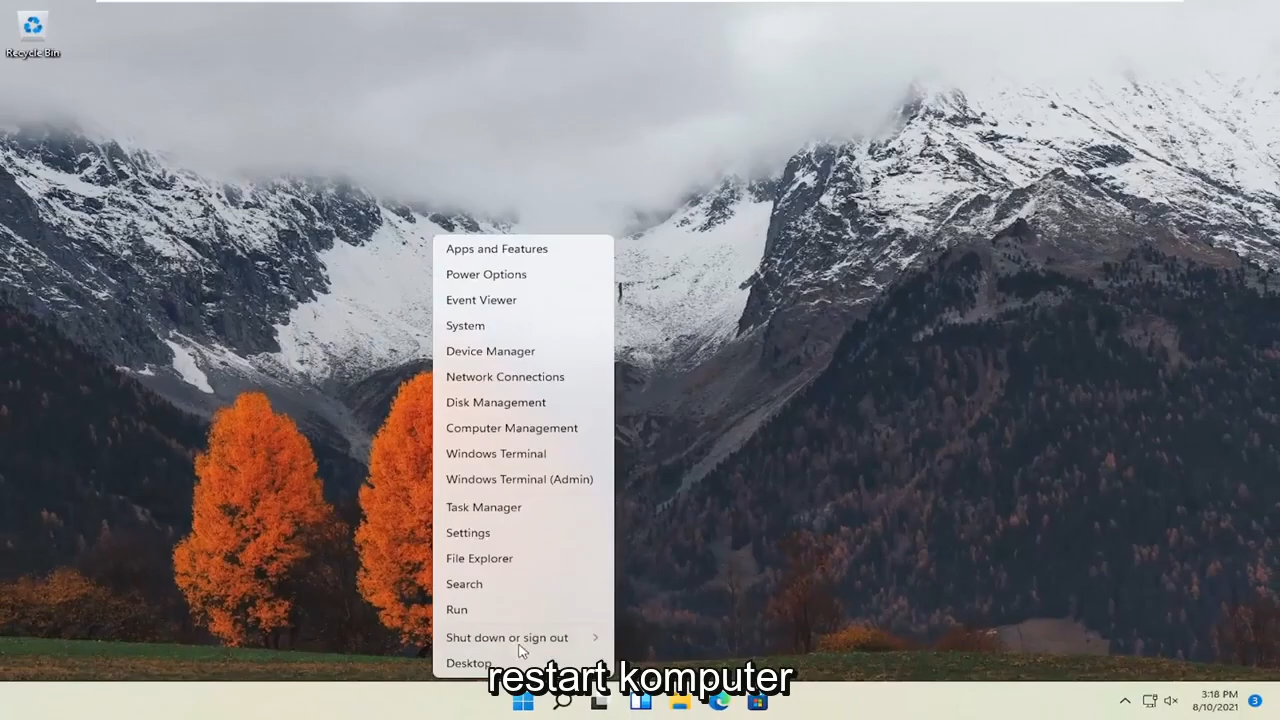 Recycle Bin
Apps and Features
Power Options
Event Viewer
System
Device Manager
Network Connections
Disk Management
Computer Management
Windows Terminal
Windows Terminal (Admin)
Task Manager
Settings
File Explorer
Search
Run
Shut down or sign out
Desktop
restart komputer
3:18 PM
8/10/2021
3